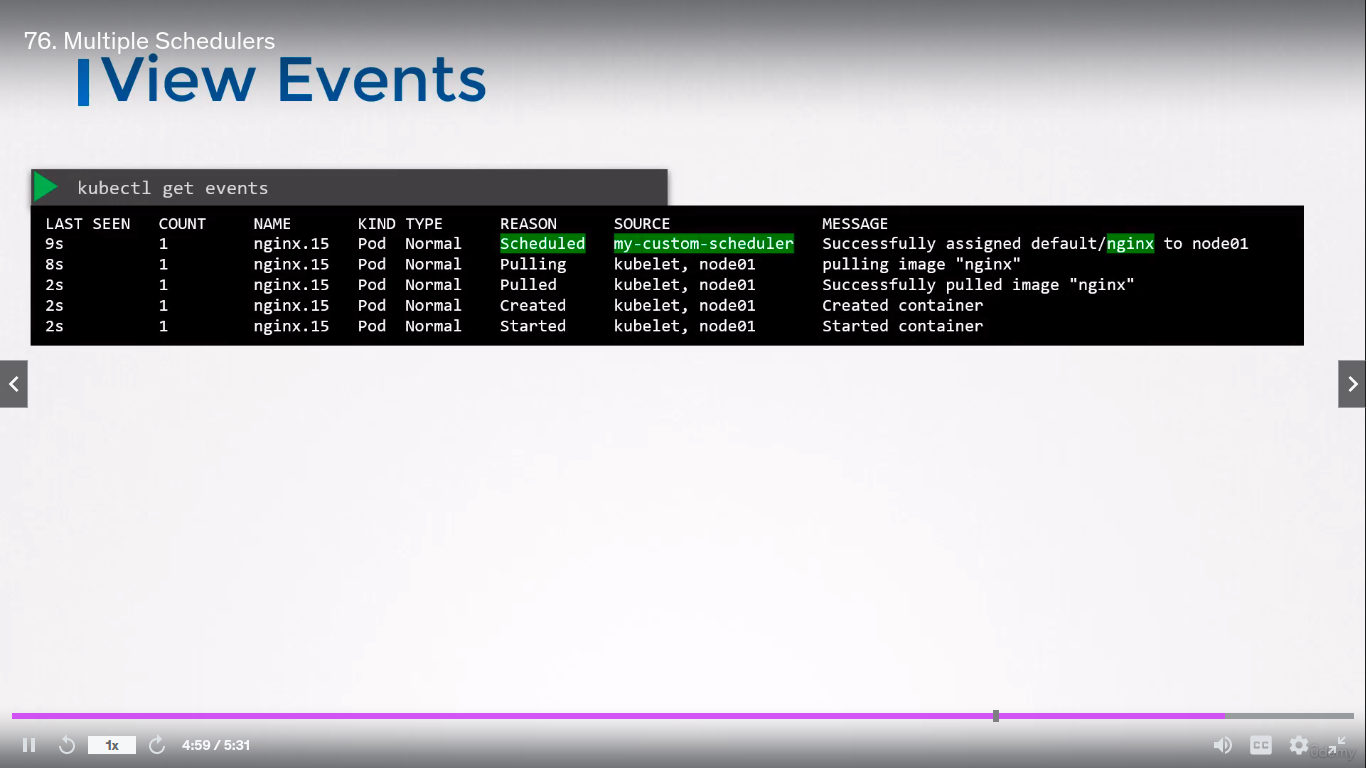 76. Multiple Schedulers
View Events
kubectl get events
LAST SEEN COUNT NAME KIND TYPE REASON SOURCE MESSAGE
9s 1 nginx.15 Pod Normal Scheduled my-custom-scheduler Successfully assigned default/nginx to node01
8s 1 nginx.15 Pod Normal Pulling kubelet, node01 pulling image "nginx"
2s 1 nginx.15 Pod Normal Pulled kubelet, node01 Successfully pulled image "nginx"
2s 1 nginx.15 Pod Normal Created kubelet, node01 Created container
2s 1 nginx.15 Pod Normal Started kubelet, node01 Started container
1x 4:59 / 5:31 CC
Udemy